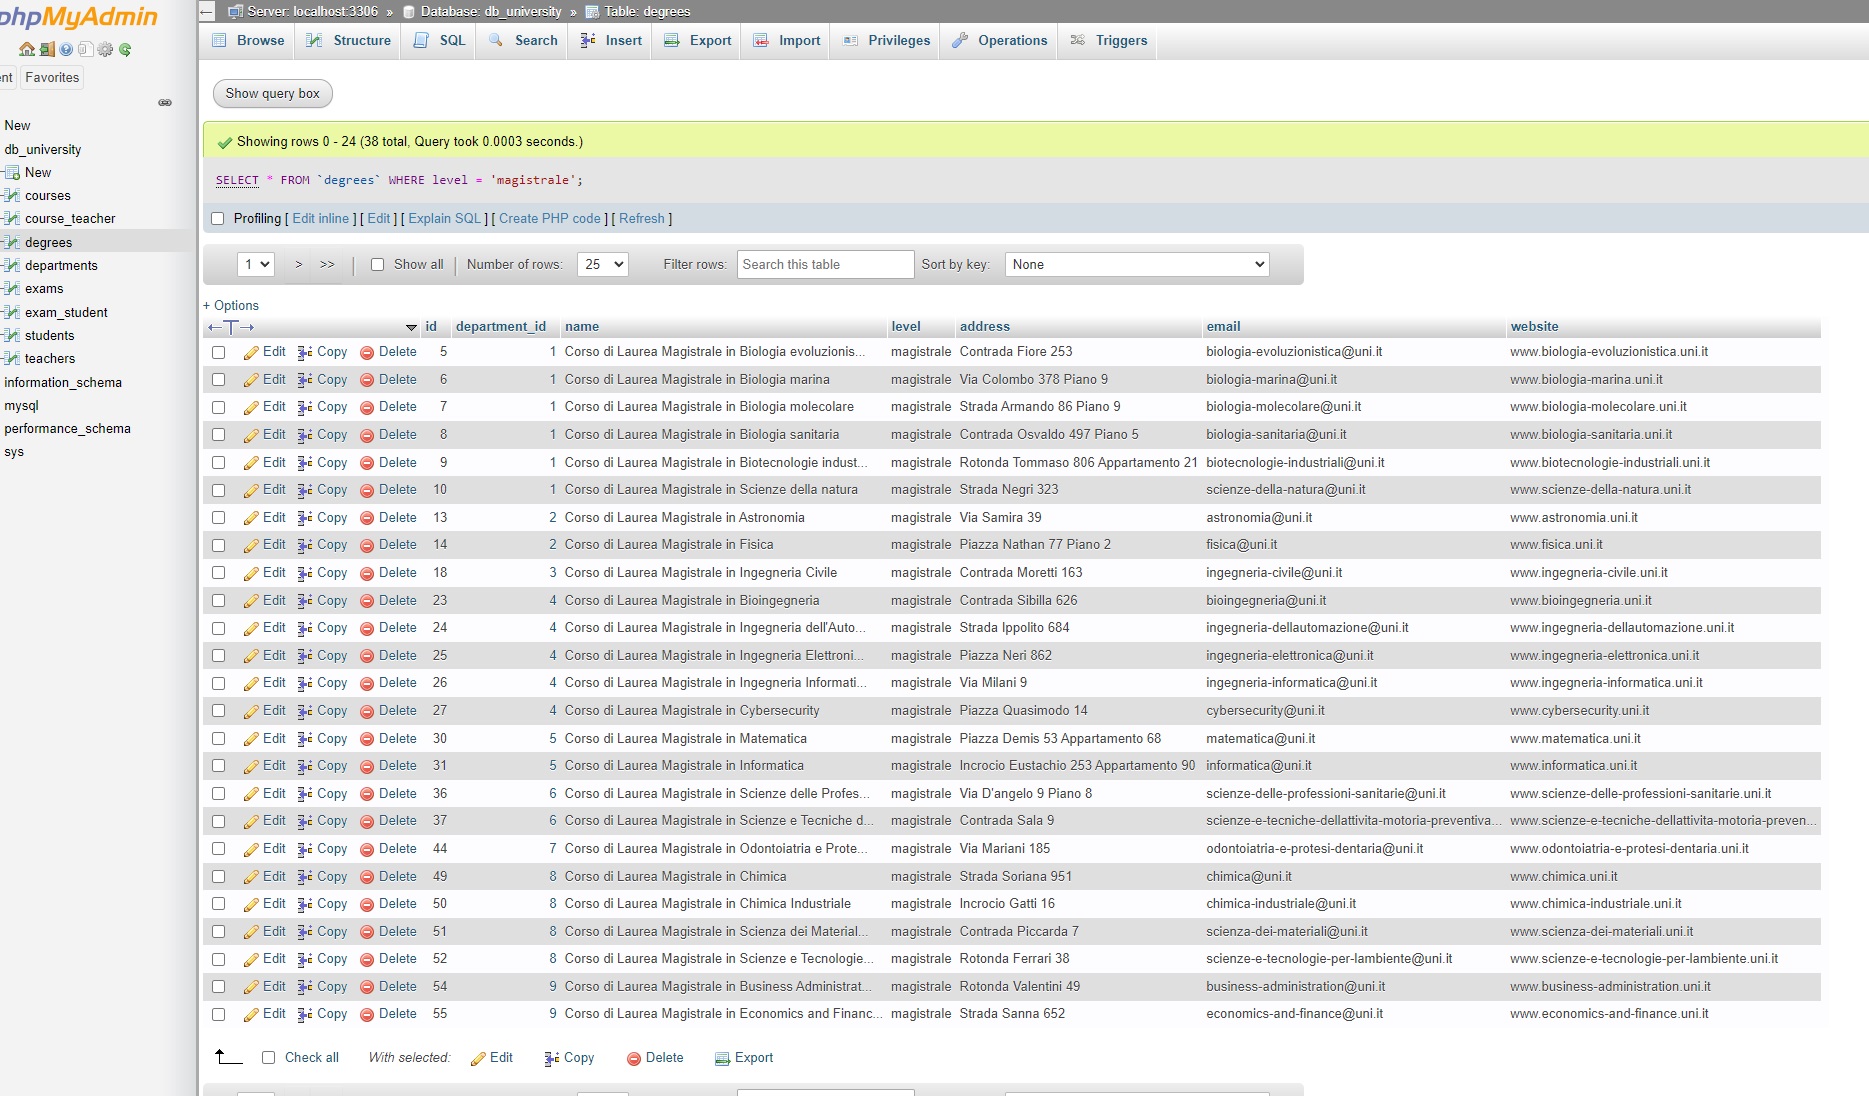 phpMyAdmin
Server: localhost:3306 » Database: db_university » Table: degrees
Browse Structure SQL Search Insert Export Import Privileges Operations Triggers
Favorites
Show query box
New
db_university
New
courses
course_teacher
degrees
departments
exams
exam_student
students
teachers
information_schema
mysql
performance_schema
sys
Showing rows 0 - 24 (38 total, Query took 0.0003 seconds.)
SELECT * FROM `degrees` WHERE level = 'magistrale';
Profiling [ Edit inline ] [ Edit ] [ Explain SQL ] [ Create PHP code ] [ Refresh ]
1 > >> | Show all | Number of rows: 25 Filter rows: Search this table Sort by key: None
+ Options
←T→ id department_id name level address email website
Edit Copy Delete 5 1 Corso di Laurea Magistrale in Biologia evoluzionis... magistrale Contrada Fiore 253 biologia-evoluzionistica@uni.it www.biologia-evoluzionistica.uni.it
Edit Copy Delete 6 1 Corso di Laurea Magistrale in Biologia marina magistrale Via Colombo 378 Piano 9 biologia-marina@uni.it www.biologia-marina.uni.it
Edit Copy Delete 7 1 Corso di Laurea Magistrale in Biologia molecolare magistrale Strada Armando 86 Piano 9 biologia-molecolare@uni.it www.biologia-molecolare.uni.it
Edit Copy Delete 8 1 Corso di Laurea Magistrale in Biologia sanitaria magistrale Contrada Osvaldo 497 Piano 5 biologia-sanitaria@uni.it www.biologia-sanitaria.uni.it
Edit Copy Delete 9 1 Corso di Laurea Magistrale in Biotecnologie indust... magistrale Rotonda Tommaso 806 Appartamento 21 biotecnologie-industriali@uni.it www.biotecnologie-industriali.uni.it
Edit Copy Delete 10 1 Corso di Laurea Magistrale in Scienze della natura magistrale Strada Negri 323 scienze-della-natura@uni.it www.scienze-della-natura.uni.it
Edit Copy Delete 13 2 Corso di Laurea Magistrale in Astronomia magistrale Via Samira 39 astronomia@uni.it www.astronomia.uni.it
Edit Copy Delete 14 2 Corso di Laurea Magistrale in Fisica magistrale Piazza Nathan 77 Piano 2 fisica@uni.it www.fisica.uni.it
Edit Copy Delete 18 3 Corso di Laurea Magistrale in Ingegneria Civile magistrale Contrada Moretti 163 ingegneria-civile@uni.it www.ingegneria-civile.uni.it
Edit Copy Delete 23 4 Corso di Laurea Magistrale in Bioingegneria magistrale Contrada Sibilla 626 bioingegneria@uni.it www.bioingegneria.uni.it
Edit Copy Delete 24 4 Corso di Laurea Magistrale in Ingegneria dell'Auto... magistrale Strada Ippolito 684 ingegneria-dellautomazione@uni.it www.ingegneria-dellautomazione.uni.it
Edit Copy Delete 25 4 Corso di Laurea Magistrale in Ingegneria Elettroni... magistrale Piazza Neri 862 ingegneria-elettronica@uni.it www.ingegneria-elettronica.uni.it
Edit Copy Delete 26 4 Corso di Laurea Magistrale in Ingegneria Informati... magistrale Via Milani 9 ingegneria-informatica@uni.it www.ingegneria-informatica.uni.it
Edit Copy Delete 27 4 Corso di Laurea Magistrale in Cybersecurity magistrale Piazza Quasimodo 14 cybersecurity@uni.it www.cybersecurity.uni.it
Edit Copy Delete 30 5 Corso di Laurea Magistrale in Matematica magistrale Piazza Demis 53 Appartamento 68 matematica@uni.it www.matematica.uni.it
Edit Copy Delete 31 5 Corso di Laurea Magistrale in Informatica magistrale Incrocio Eustachio 253 Appartamento 90 informatica@uni.it www.informatica.uni.it
Edit Copy Delete 36 6 Corso di Laurea Magistrale in Scienze delle Profes... magistrale Via D'angelo 9 Piano 8 scienze-delle-professioni-sanitarie@uni.it www.scienze-delle-professioni-sanitarie.uni.it
Edit Copy Delete 37 6 Corso di Laurea Magistrale in Scienze e Tecniche d... magistrale Contrada Sala 9 scienze-e-tecniche-dellattivita-motoria-preventiva... www.scienze-e-tecniche-dellattivita-motoria-preven...
Edit Copy Delete 44 7 Corso di Laurea Magistrale in Odontoiatria e Prote... magistrale Via Mariani 185 odontoiatria-e-protesi-dentaria@uni.it www.odontoiatria-e-protesi-dentaria.uni.it
Edit Copy Delete 49 8 Corso di Laurea Magistrale in Chimica magistrale Strada Soriana 951 chimica@uni.it www.chimica.uni.it
Edit Copy Delete 50 8 Corso di Laurea Magistrale in Chimica Industriale magistrale Incrocio Gatti 16 chimica-industriale@uni.it www.chimica-industriale.uni.it
Edit Copy Delete 51 8 Corso di Laurea Magistrale in Scienza dei Material... magistrale Contrada Piccarda 7 scienza-dei-materiali@uni.it www.scienza-dei-materiali.uni.it
Edit Copy Delete 52 8 Corso di Laurea Magistrale in Scienze e Tecnologie... magistrale Rotonda Ferrari 38 scienze-e-tecnologie-per-lambiente@uni.it www.scienze-e-tecnologie-per-lambiente.uni.it
Edit Copy Delete 54 9 Corso di Laurea Magistrale in Business Administrat... magistrale Rotonda Valentini 49 business-administration@uni.it www.business-administration.uni.it
Edit Copy Delete 55 9 Corso di Laurea Magistrale in Economics and Financ... magistrale Strada Sanna 652 economics-and-finance@uni.it www.economics-and-finance.uni.it
Check all With selected: Edit Copy Delete Export